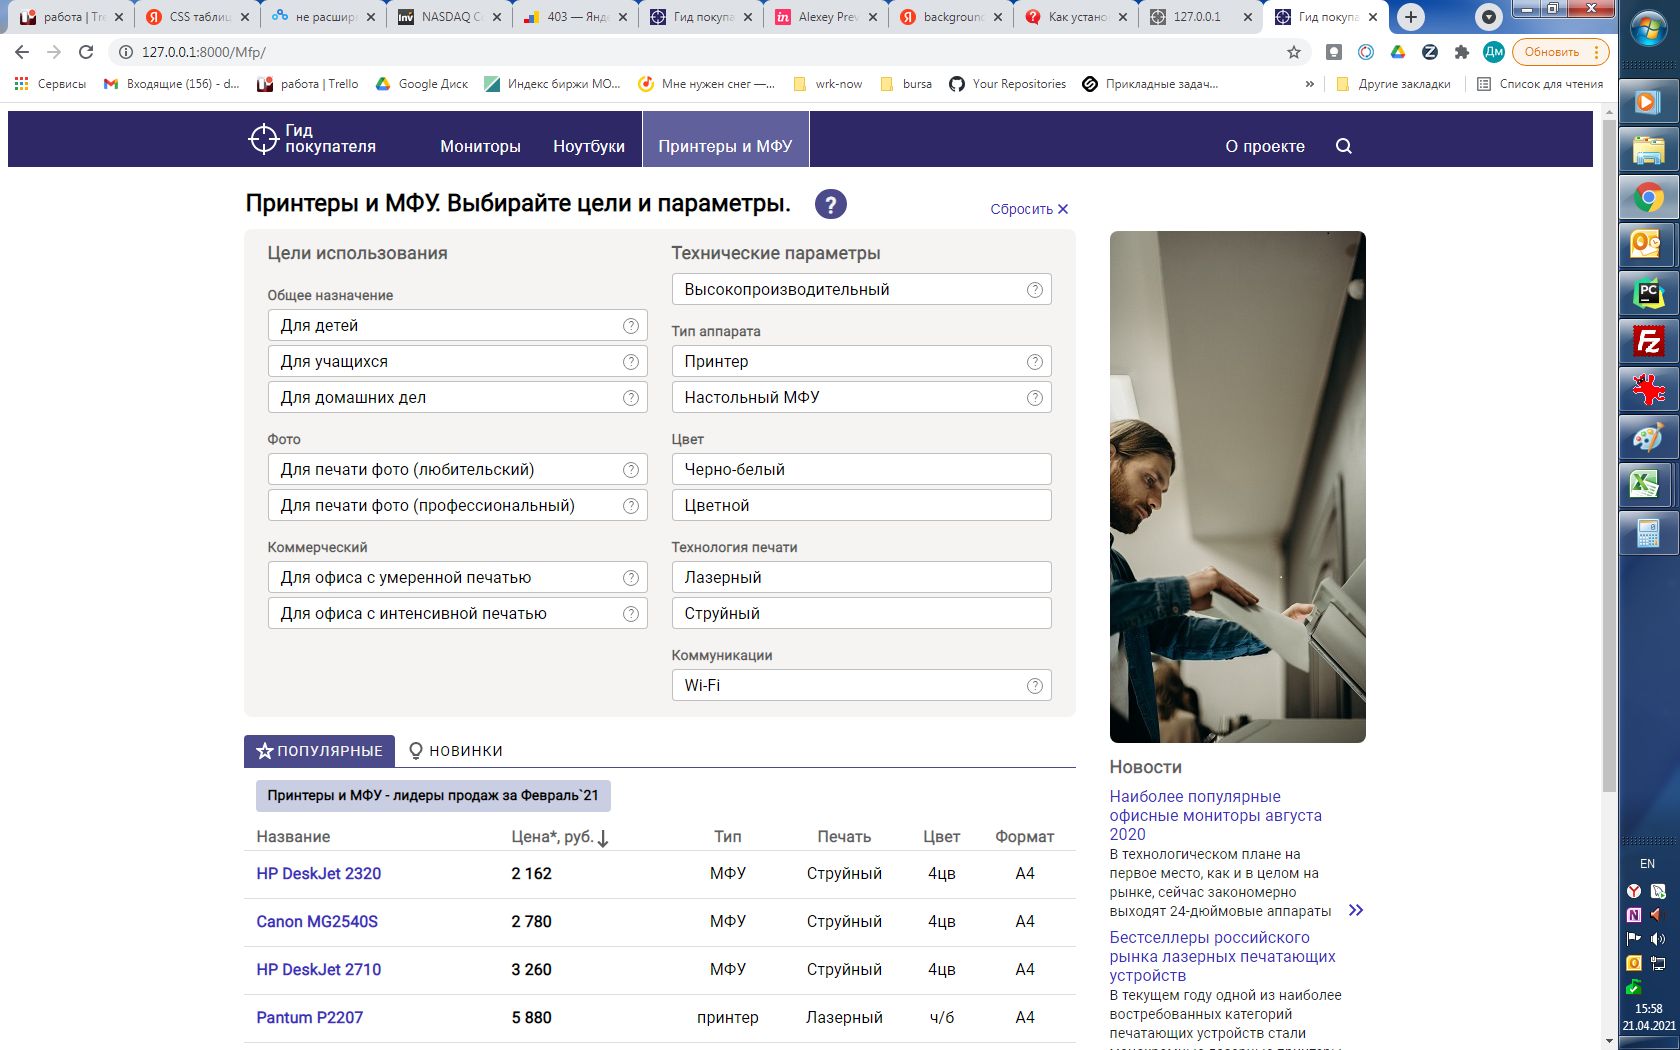 работа | Tre
CSS таблиц
не расширя
NASDAQ Co
403 — Янде
Гид покупа
Alexey Prev
background
Как устано
127.0.0.1
Гид покупа
127.0.0.1:8000/Mfp/
Дм
Обновить
Сервисы
Входящие (156) - d...
работа | Trello
Google Диск
Индекс биржи МО...
Мне нужен снег —...
wrk-now
bursa
Your Repositories
Прикладные задач...
»
Другие закладки
Список для чтения
Гид
покупателя
Мониторы
Ноутбуки
Принтеры и МФУ
О проекте
Принтеры и МФУ. Выбирайте цели и параметры.
?
Сбросить ✕
Цели использования
Общее назначение
Для детей ?
Для учащихся ?
Для домашних дел ?
Фото
Для печати фото (любительский) ?
Для печати фото (профессиональный) ?
Коммерческий
Для офиса с умеренной печатью ?
Для офиса с интенсивной печатью ?
Технические параметры
Высокопроизводительный ?
Тип аппарата
Принтер ?
Настольный МФУ ?
Цвет
Черно-белый
Цветной
Технология печати
Лазерный
Струйный
Коммуникации
Wi-Fi ?
ПОПУЛЯРНЫЕ
НОВИНКИ
Принтеры и МФУ - лидеры продаж за Февраль`21
Название Цена*, руб. Тип Печать Цвет Формат
HP DeskJet 2320 2 162 МФУ Струйный 4цв A4
Canon MG2540S 2 780 МФУ Струйный 4цв A4
HP DeskJet 2710 3 260 МФУ Струйный 4цв A4
Pantum P2207 5 880 принтер Лазерный ч/б A4
Новости
Наиболее популярные
офисные мониторы августа
2020
В технологическом плане на
первое место, как и в целом на
рынке, сейчас закономерно
выходят 24-дюймовые аппараты
Бестселлеры российского
рынка лазерных печатающих
устройств
В текущем году одной из наиболее
востребованных категорий
печатающих устройств стали
EN
15:58
21.04.2021